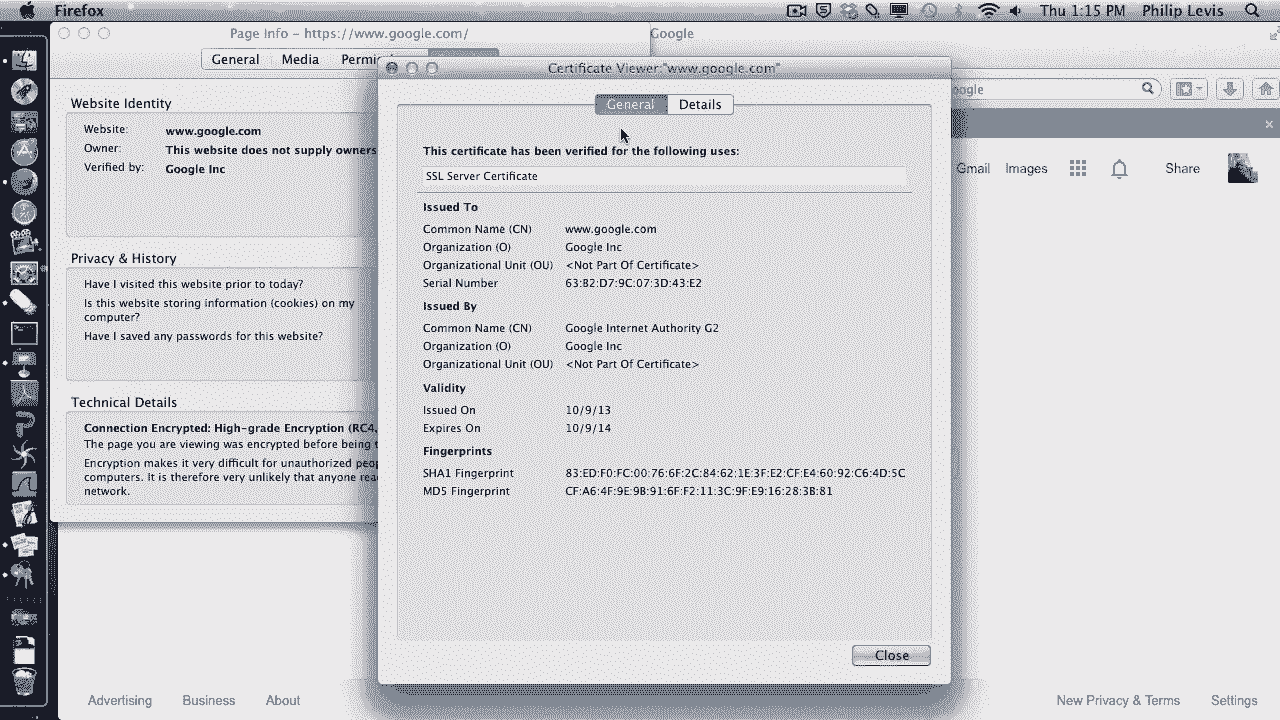 Firefox
Thu 1:15 PM Philip Levis
Page Info – https://www.google.com/
Google
General Media
Website Identity
Website: www.google.com
Owner: This website does not supply owners
Verified by: Google Inc
Privacy & History
Have I visited this website prior to today?
Is this website storing information (cookies) on my
computer?
Have I saved any passwords for this website?
Technical Details
Connection Encrypted: High-grade Encryption (RC4,
The page you are viewing was encrypted before being
Encryption makes it very difficult for unauthorized
computers. It is therefore very unlikely that anyone
network.
Certificate Viewer:"www.google.com"
General Details
This certificate has been verified for the following uses:
SSL Server Certificate
Issued To
Common Name (CN) www.google.com
Organization (O) Google Inc
Organizational Unit (OU) <Not Part Of Certificate>
Serial Number 63:B2:D7:9C:07:3D:43:E2
Issued By
Common Name (CN) Google Internet Authority G2
Organization (O) Google Inc
Organizational Unit (OU) <Not Part Of Certificate>
Validity
Issued On 10/9/13
Expires On 10/9/14
Fingerprints
SHA1 Fingerprint 83:ED:F0:FC:00:76:6F:2C:84:03:1E:3F:E2:CF:E4:60:92:C6:4D:5C
MD5 Fingerprint CF:A6:4F:9E:9B:91:6F:F2:11:3C:9F:E9:16:28:3B:81
Close
Gmail Images Share
Advertising Business About
New Privacy & Terms Settings